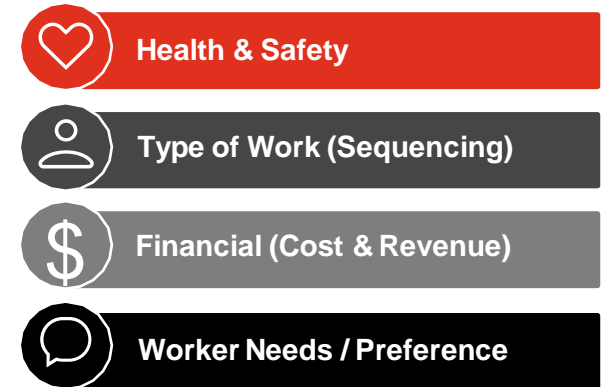 Health & Safety
Type of Work (Sequencing)
$ Financial (Cost & Revenue)
Worker Needs / Preference